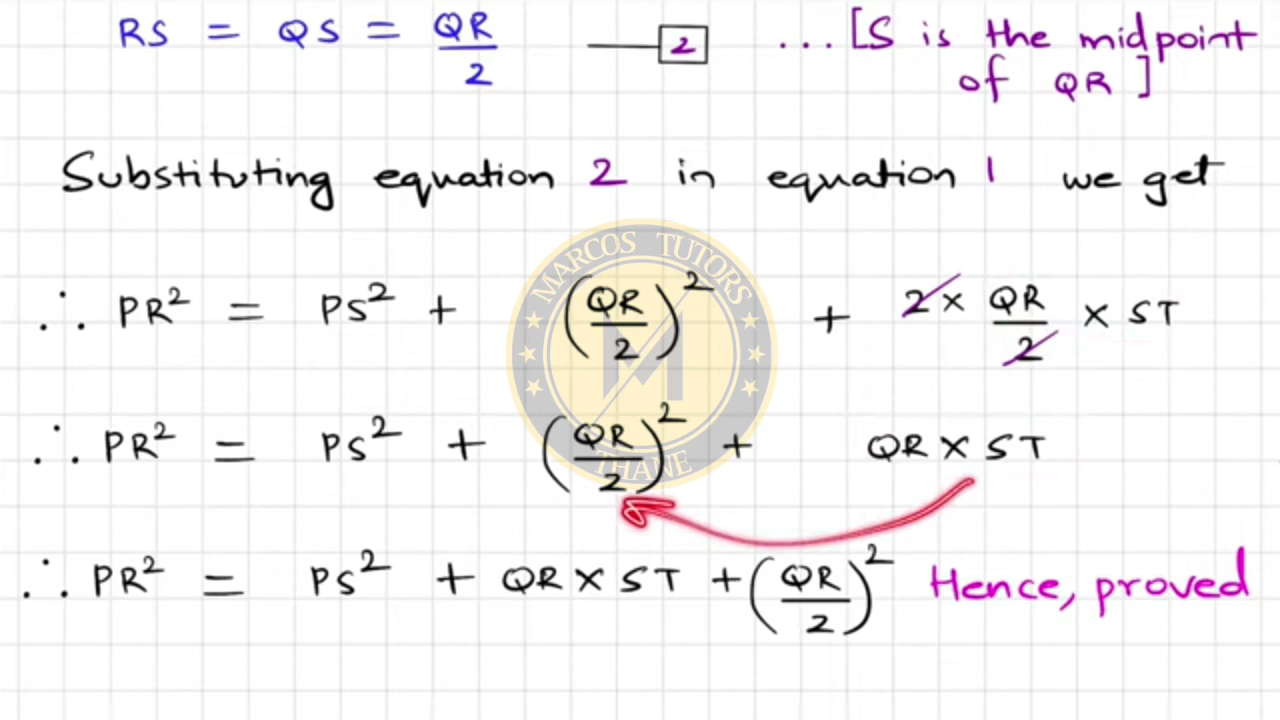 RS = QS = QR/2 — 2 ...[S is the midpoint
of QR]
Substituting equation 2 in equation 1 we get
MARCOS TUTORS
∴ PR² = PS² + (QR/2)² + 2 × QR/2 × ST
∴ PR² = PS² + (QR/2)² + QR × ST
THANE
∴ PR² = PS² + QR × ST + (QR/2)² Hence, proved